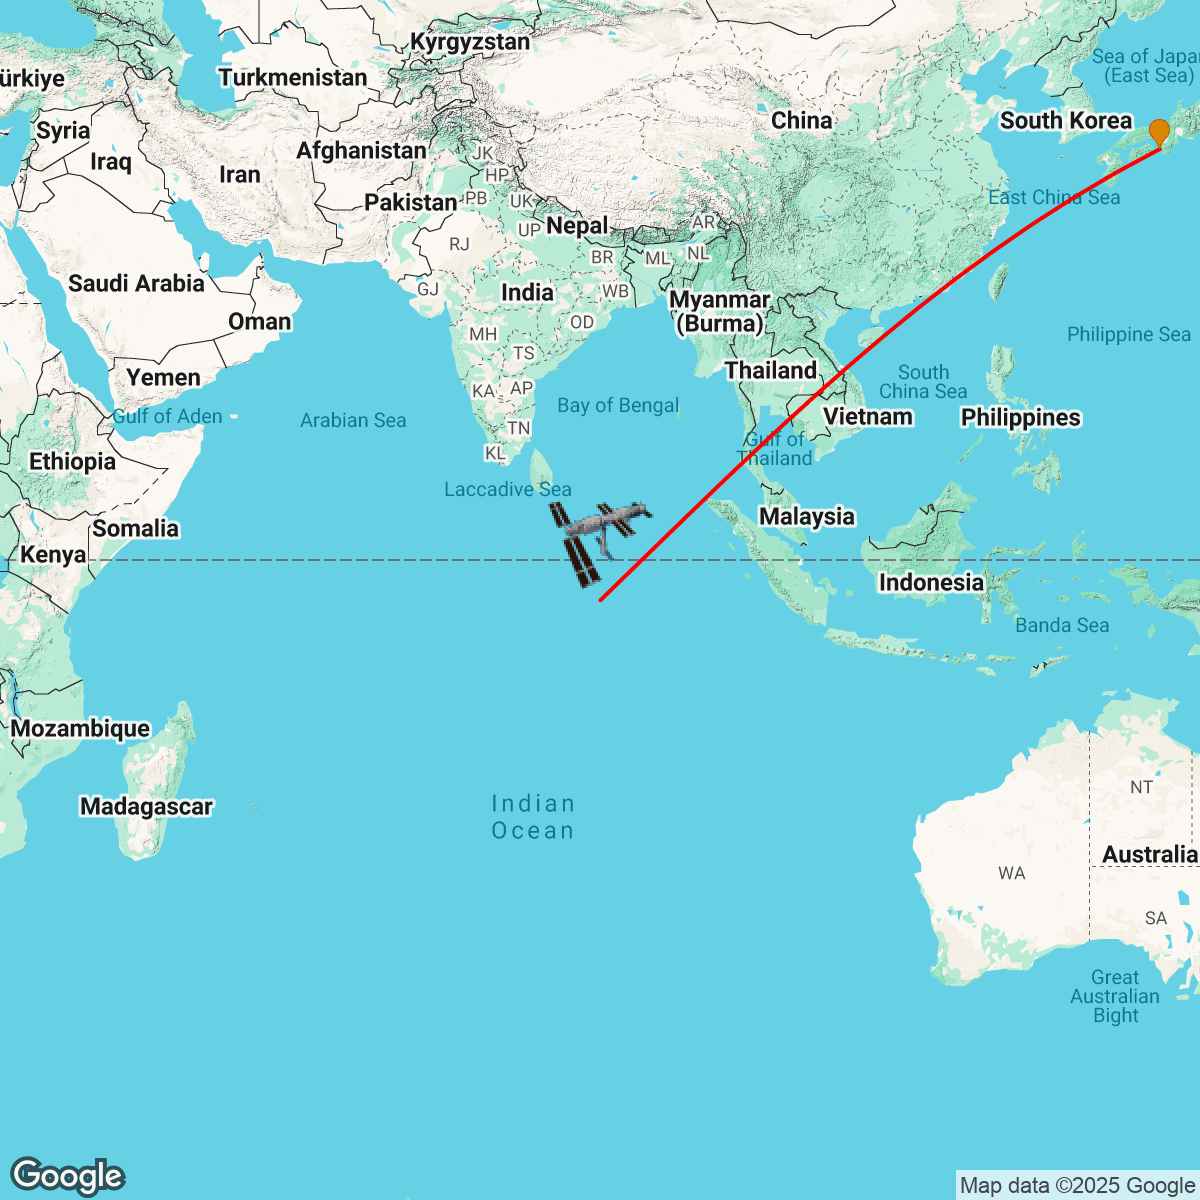 Kyrgyzstan
Sea of Japa
(East Sea)
ürkiye
Turkmenistan
China
South Korea
Syria
Afghanistan
JK
Iraq
Iran
HP
Pakistan
PB
UK
East China Sea
Nepal
AR
UP
RJ
BR
ML
NL
Saudi Arabia
GJ
India
WB
Myanmar
(Burma)
Oman
OD
MH
Philippine Sea
TS
Thailand
Yemen
KA
AP
South
China Sea
Gulf of Aden
Arabian Sea
Bay of Bengal
Vietnam
Philippines
TN
Gulf of
Thailand
KL
Ethiopia
Laccadive Sea
Somalia
Malaysia
Kenya
Indonesia
Banda Sea
Mozambique
NT
Madagascar
Indian
Ocean
Australia
WA
SA
Great
Australian
Bight
Google
Map data ©2025 Google